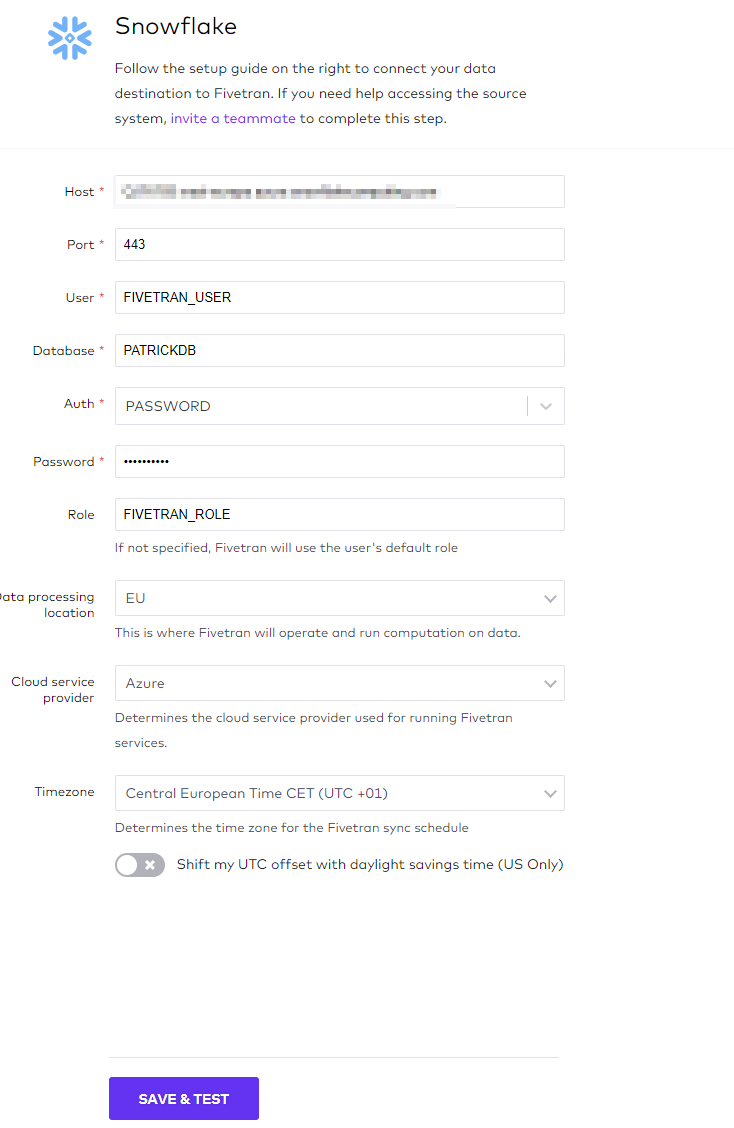 Snowflake
Follow the setup guide on the right to connect your data
destination to Fivetran. If you need help accessing the source
system, invite a teammate to complete this step.
Host *
Port *
443
User *
FIVETRAN_USER
Database *
PATRICKDB
Auth *
PASSWORD
Password *
••••••••••
Role
FIVETRAN_ROLE
If not specified, Fivetran will use the user's default role
processing
location
EU
This is where Fivetran will operate and run computation on data.
Cloud service
provider
Azure
Determines the cloud service provider used for running Fivetran
services.
Timezone
Central European Time CET (UTC +01)
Determines the time zone for the Fivetran sync schedule
Shift my UTC offset with daylight savings time (US Only)
SAVE & TEST